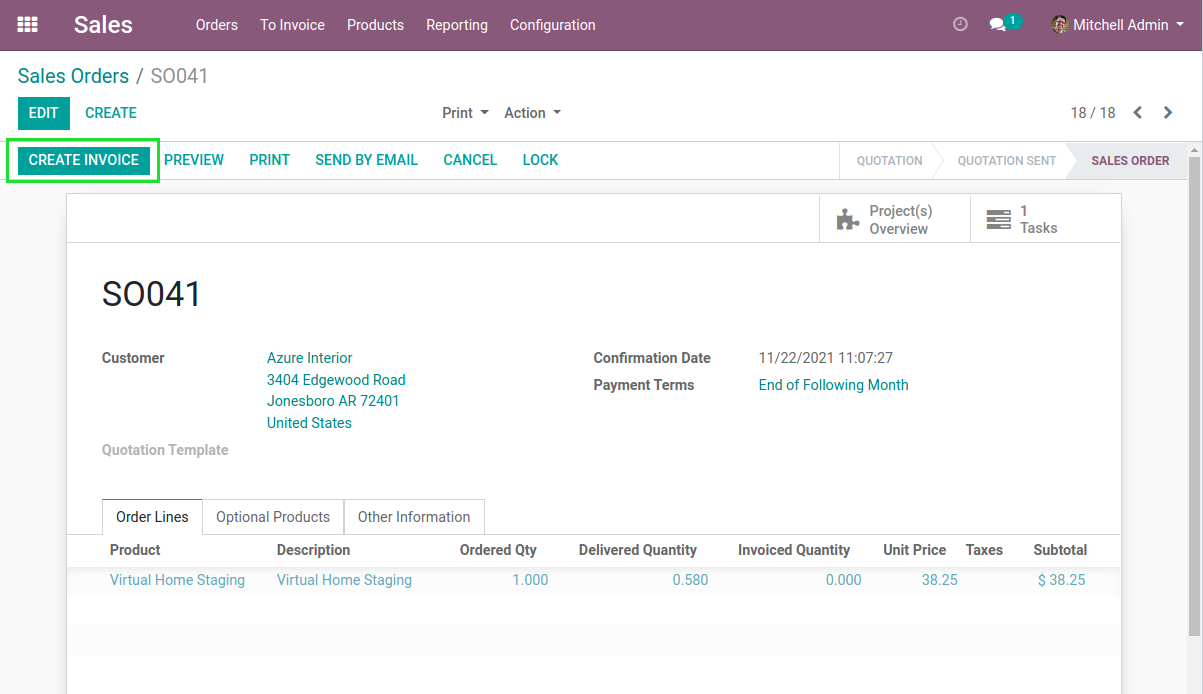 Sales Orders To Invoice Products Reporting Configuration 1 Mitchell Admin
Sales Orders / SO041
EDIT CREATE Print Action 18 / 18
CREATE INVOICE PREVIEW PRINT SEND BY EMAIL CANCEL LOCK QUOTATION QUOTATION SENT SALES ORDER
Project(s)
Overview
1
Tasks
SO041
Customer Azure Interior Confirmation Date 11/22/2021 11:07:27
3404 Edgewood Road Payment Terms End of Following Month
Jonesboro AR 72401
United States
Quotation Template
Order Lines Optional Products Other Information
Product Description Ordered Qty Delivered Quantity Invoiced Quantity Unit Price Taxes Subtotal
Virtual Home Staging Virtual Home Staging 1.000 0.580 0.000 38.25 $ 38.25